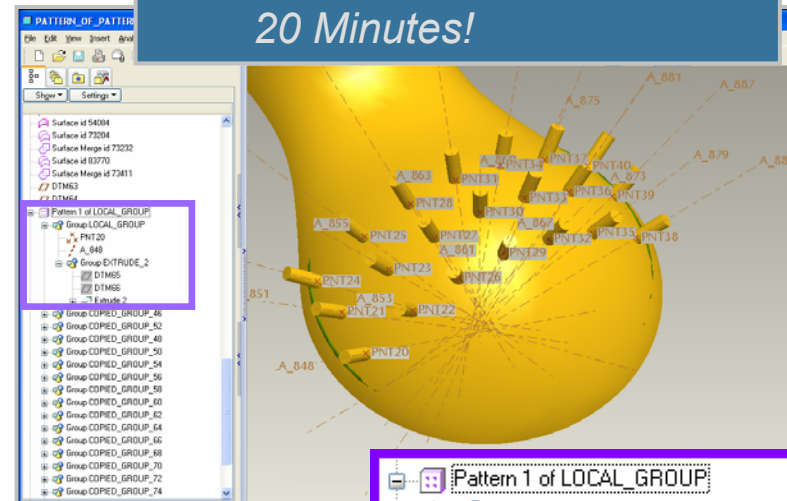 20 Minutes!
PATTERN_OF_PATTER
File Edit View Insert Anal
Show Settings
Surface id 54084
Surface id 73204
Surface Merge id 73232
Surface id 83770
Surface Merge id 73411
DTM63
DTM64
Pattern 1 of LOCAL_GROUP
Group LOCAL_GROUP
PNT20
A_848
Group EXTRUDE_2
DTM65
DTM66
Extrude 2
Group COPIED_GROUP_46
Group COPIED_GROUP_52
Group COPIED_GROUP_48
Group COPIED_GROUP_50
Group COPIED_GROUP_54
Group COPIED_GROUP_56
Group COPIED_GROUP_58
Group COPIED_GROUP_60
Group COPIED_GROUP_62
Group COPIED_GROUP_64
Group COPIED_GROUP_66
Group COPIED_GROUP_68
Group COPIED_GROUP_70
Group COPIED_GROUP_72
Group COPIED_GROUP_74
A_881
A_887
A_875
A_879
A_88
PNT34
PNT37
PNT40
A_863
PNT31
A_873
PNT28
PNT33
PNT36
PNT39
PNT30
A_855
A_867
PNT25
PNT27
PNT32
PNT35
PNT38
A_861
PNT29
PNT23
PNT26
PNT24
851
A_853
PNT21
PNT22
PNT20
A_848
Pattern 1 of LOCAL_GROUP